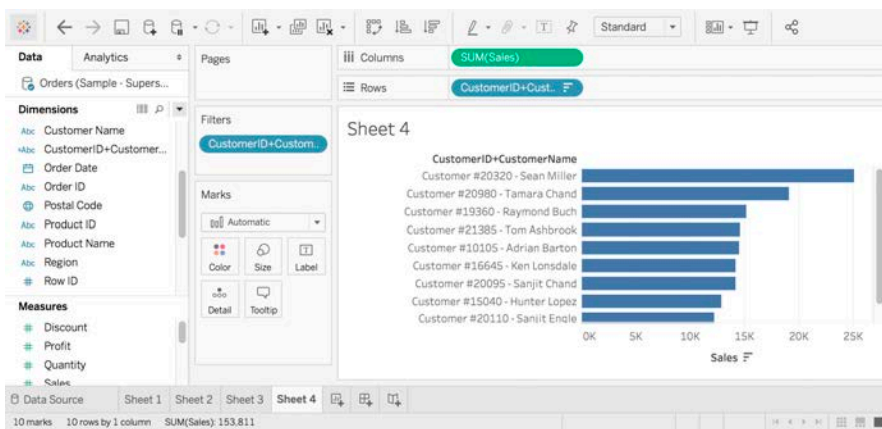 Standard
Data
Analytics
Pages
Columns
SUM(Sales)
Orders (Sample - Supers...
Rows
CustomerID+Cust..
Dimensions
Abc Customer Name
=Abc CustomerID+Customer...
Order Date
Abc Order ID
Postal Code
Abc Product ID
Abc Product Name
Abc Region
# Row ID
Measures
# Discount
# Profit
# Quantity
# Sales
Filters
CustomerID+Custom..
Marks
Automatic
Color
Size
T
Label
Detail
Tooltip
Sheet 4
CustomerID+CustomerName
Customer #20320 - Sean Miller
Customer #20980 - Tamara Chand
Customer #19360 - Raymond Buch
Customer #21385 - Tom Ashbrook
Customer #10105 - Adrian Barton
Customer #16645 - Ken Lonsdale
Customer #20095 - Sanjit Chand
Customer #15040 - Hunter Lopez
Customer #20110 - Sanjit Engle
0K 5K 10K 15K 20K 25K
Sales
Data Source
Sheet 1
Sheet 2
Sheet 3
Sheet 4
10 marks 10 rows by 1 column SUM(Sales): 153,811